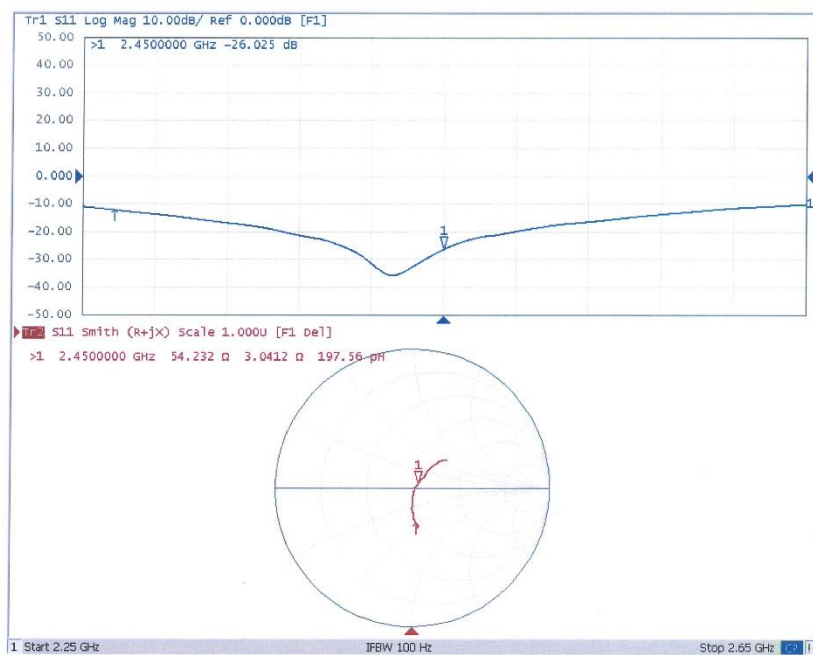 Tr1 S11 Log Mag 10.00dB/ Ref 0.000dB [F1]
50.00
>1 2.4500000 GHz -26.025 dB
40.00
30.00
20.00
10.00
0.000
-10.00
1
-20.00
1
-30.00
-40.00
-50.00
Tr2 S11 Smith (R+jX) Scale 1.000U [F1 Del]
>1 2.4500000 GHz 54.232 Ω 3.0412 Ω 197.56 pH
1
1 Start 2.25 GHz IFBW 100 Hz Stop 2.65 GHz C2